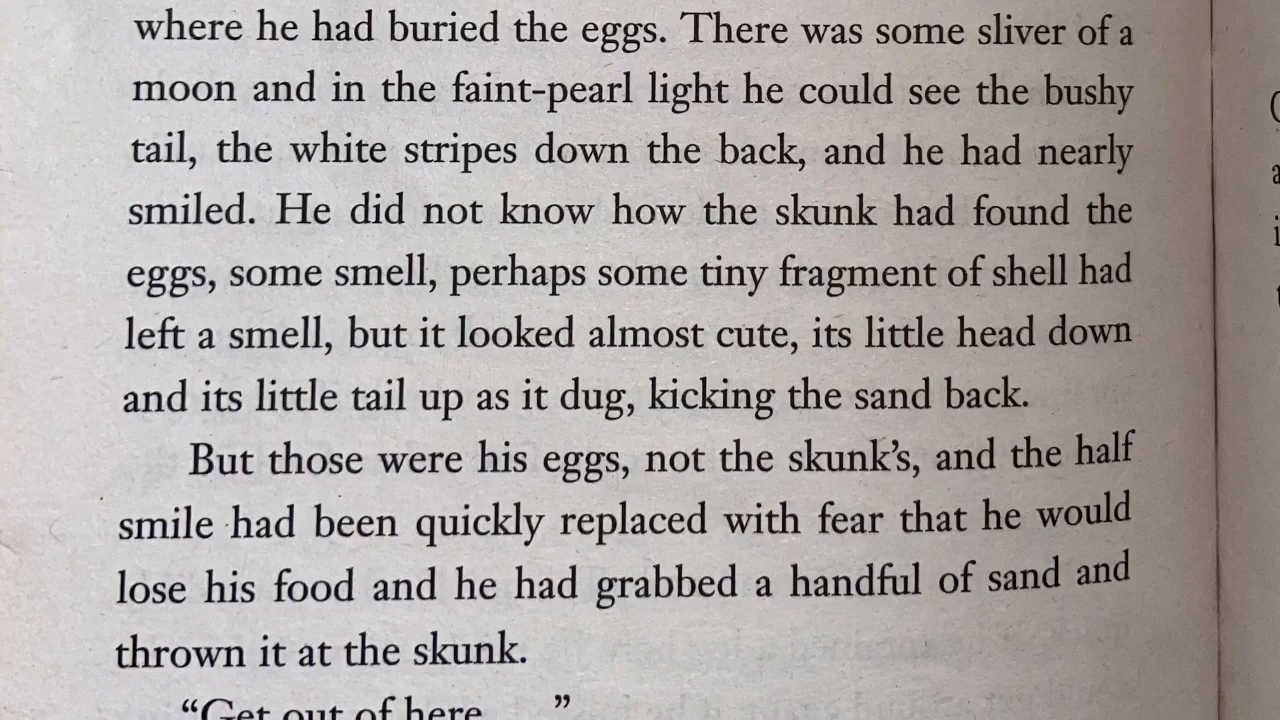 where he had buried the eggs. There was some sliver of a
moon and in the faint-pearl light he could see the bushy
tail, the white stripes down the back, and he had nearly
smiled. He did not know how the skunk had found the
eggs, some smell, perhaps some tiny fragment of shell had
left a smell, but it looked almost cute, its little head down
and its little tail up as it dug, kicking the sand back.
But those were his eggs, not the skunk’s, and the half
smile had been quickly replaced with fear that he would
lose his food and he had grabbed a handful of sand and
thrown it at the skunk.
“Get out of here ”